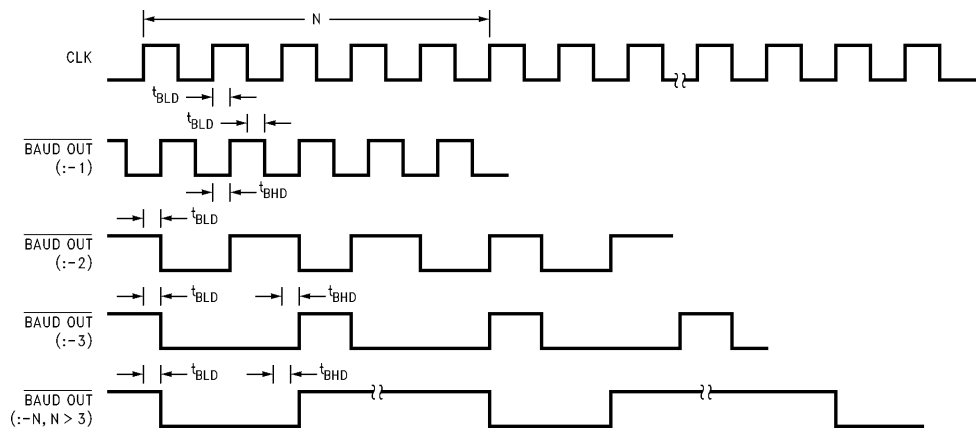 N
CLK
tBLD
tBLD
BAUD OUT
(:-1)
tBHD
tBLD
BAUD OUT
(:-2)
tBLD
tBHD
BAUD OUT
(:-3)
tBLD
tBHD
BAUD OUT
(:-N, N > 3)